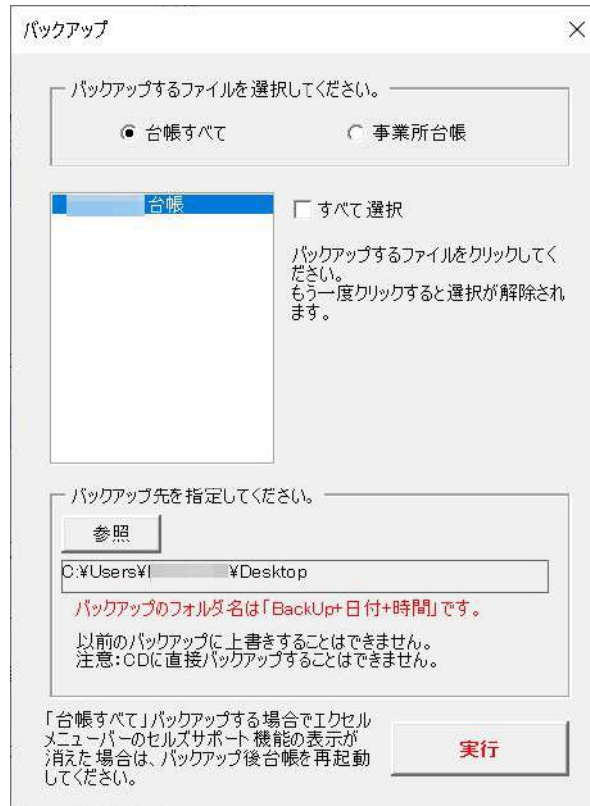 バックアップ
バックアップするファイルを選択してください。
台帳すべて
事業所台帳
台帳
すべて選択
バックアップするファイルをクリックしてく
ださい。
もう一度クリックすると選択が解除され
ます。
バックアップ先を指定してください。
参照
C:¥Users¥ ¥Desktop
バックアップのフォルダ名は「BackUp+日付+時間」です。
以前のバックアップに上書きすることはできません。
注意:CDに直接バックアップすることはできません。
「台帳すべて」バックアップする場合でエクセル
メニューバーのセルズサポート機能の表示が
消えた場合は、バックアップ後台帳を再起動
してください。
実行